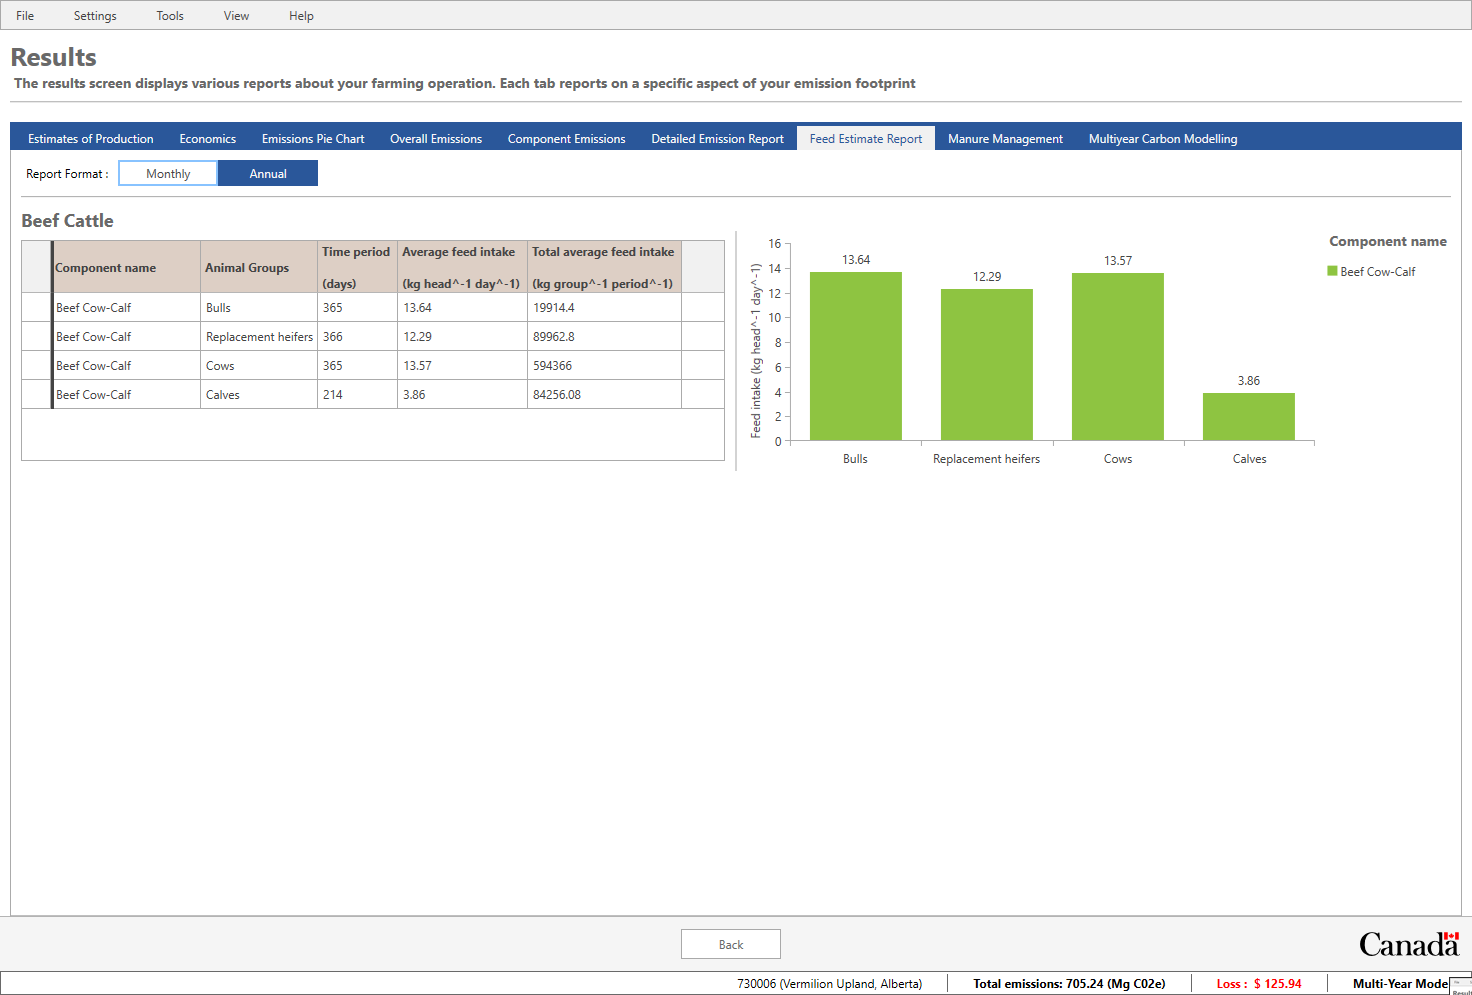 File Settings Tools View Help
Results
The results screen displays various reports about your farming operation. Each tab reports on a specific aspect of your emission footprint
Estimates of Production Economics Emissions Pie Chart Overall Emissions Component Emissions Detailed Emission Report Feed Estimate Report Manure Management Multiyear Carbon Modelling
Report Format : Monthly Annual
Beef Cattle
Component name Animal Groups Time period (days) Average feed intake (kg head^-1 day^-1) Total average feed intake (kg group^-1 period^-1)
Beef Cow-Calf Bulls 365 13.64 19914.4
Beef Cow-Calf Replacement heifers 366 12.29 89962.8
Beef Cow-Calf Cows 365 13.57 594366
Beef Cow-Calf Calves 214 3.86 84256.08
Feed intake (kg head^-1 day^-1)
16
14
12
10
8
6
4
2
0
13.64
12.29
13.57
3.86
Bulls Replacement heifers Cows Calves
Component name
Beef Cow-Calf
Back
Canada
730006 (Vermilion Upland, Alberta) Total emissions: 705.24 (Mg C02e) Loss : $ 125.94 Multi-Year Mode